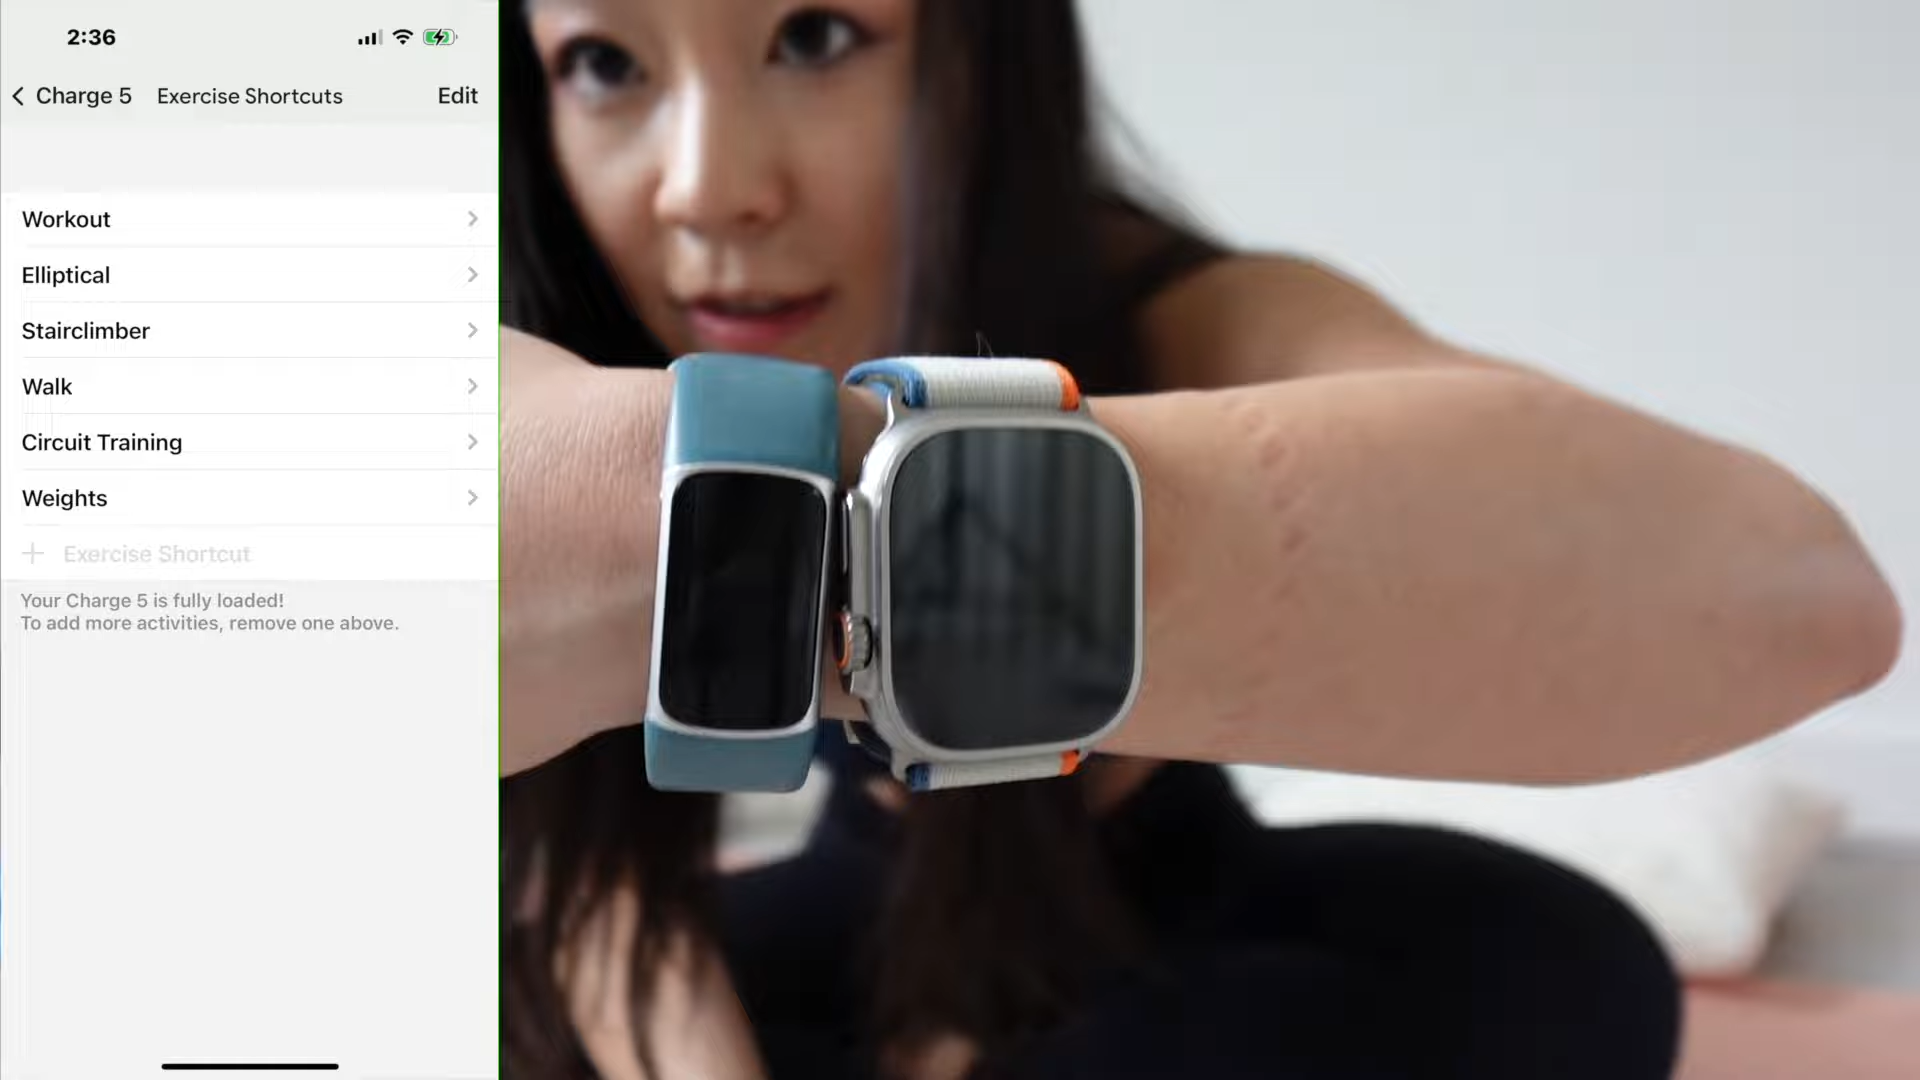 2:36
Charge 5 Exercise Shortcuts Edit
Workout
Elliptical
Stairclimber
Walk
Circuit Training
Weights
+ Exercise Shortcut
Your Charge 5 is fully loaded!
To add more activities, remove one above.